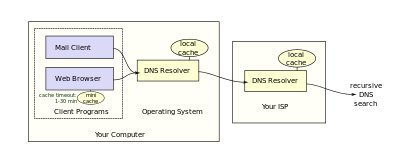 Mail Client
Web Browser
cache timeout:
1-30 min
mini
cache
Client Programs
local
cache
DNS Resolver
Operating System
Your Computer
local
cache
DNS Resolver
Your ISP
recursive
DNS
search